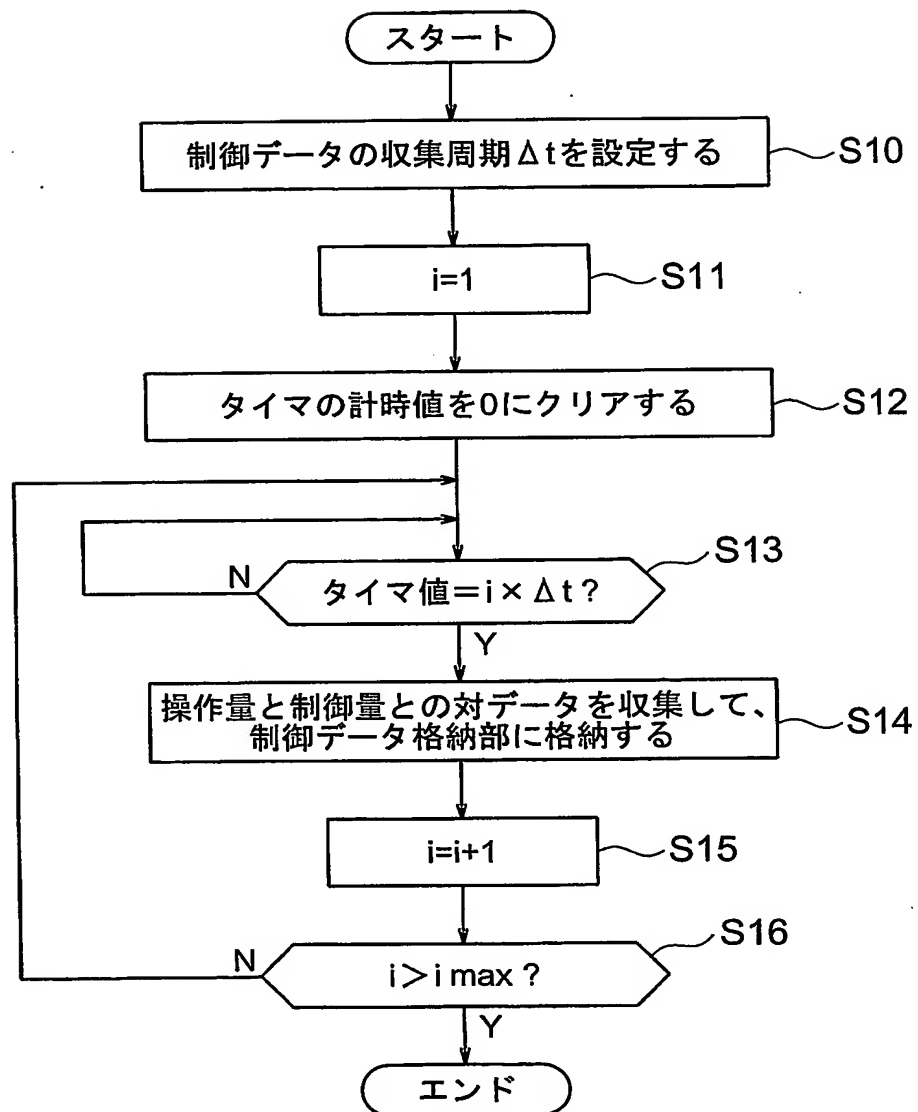 スタート
制御データの収集周期Δtを設定する
S10
i=1
S11
タイマの計時値を0にクリアする
S12
S13
N
タイマ値=i×Δt?
Y
操作量と制御量との対データを収集して、
制御データ格納部に格納する
S14
i=i+1
S15
S16
N
i>i max?
Y
エンド